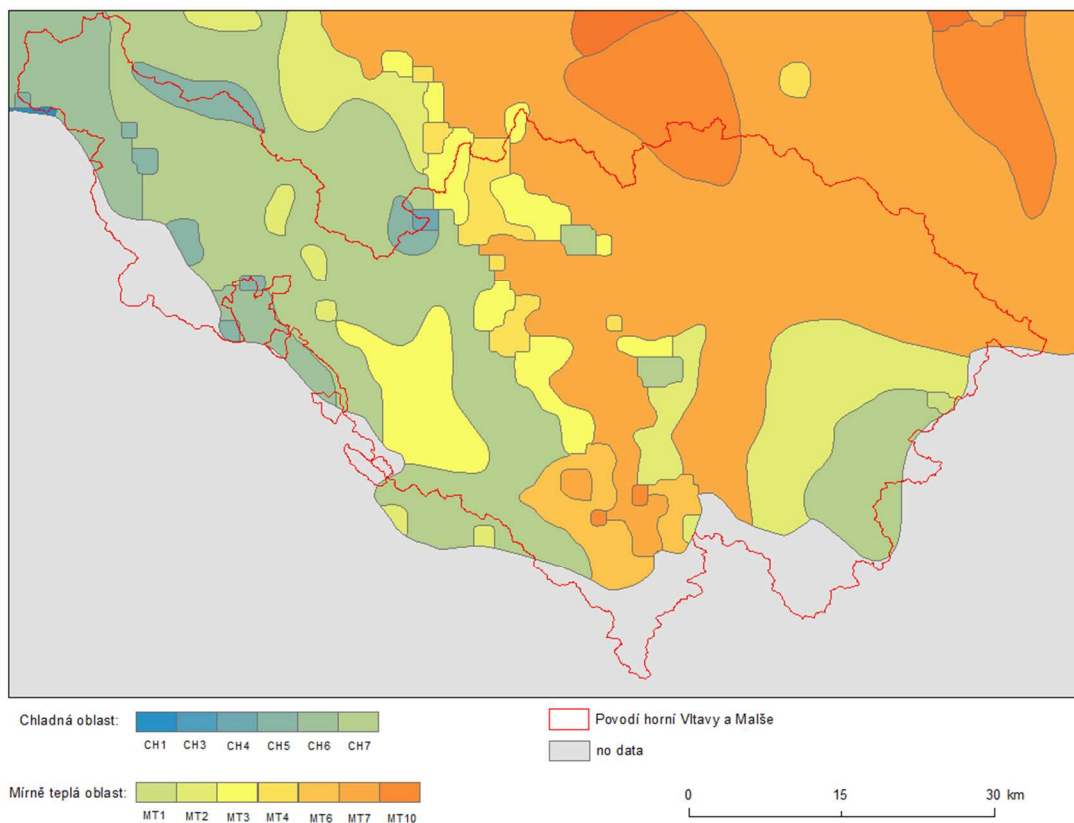 Chladná oblast:
CH1 CH3 CH4 CH5 CH6 CH7
Mírně teplá oblast:
MT1 MT2 MT3 MT4 MT6 MT7 MT10
Povodí horní Vltavy a Malše
no data
0 15 30 km